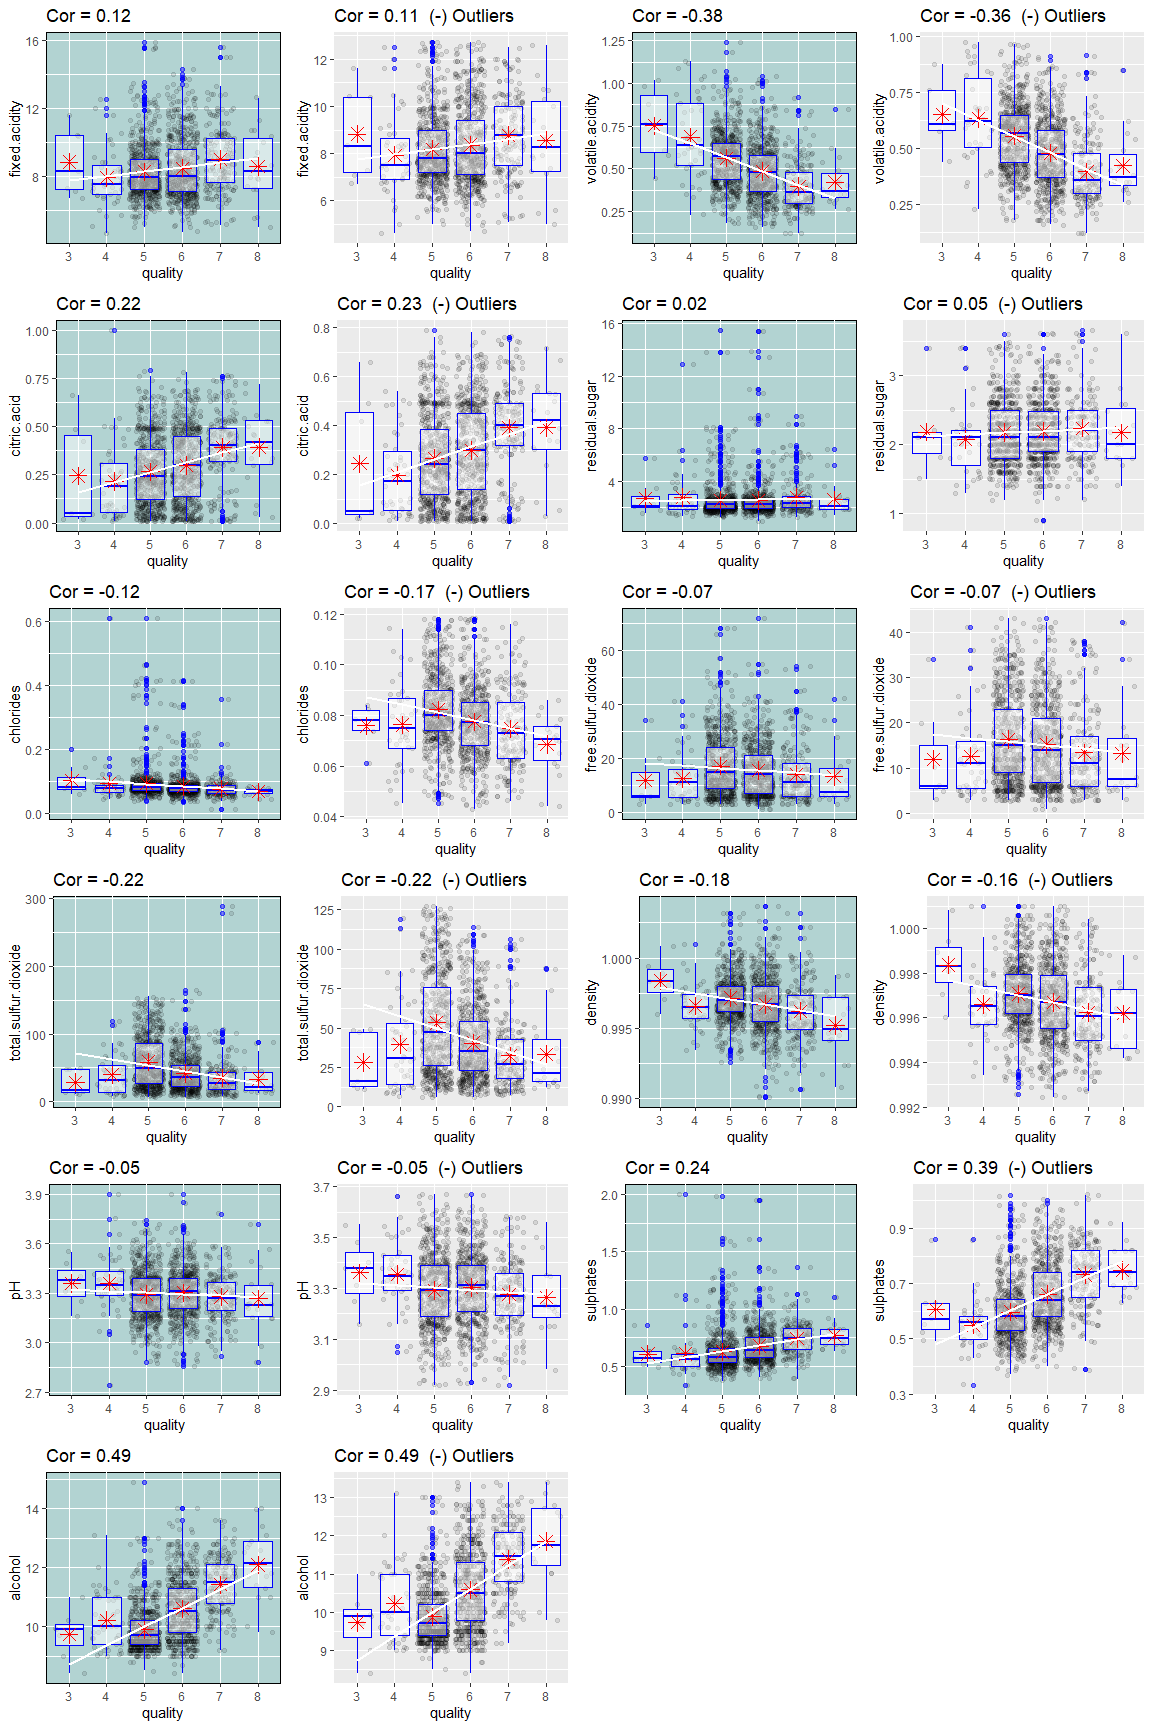 Cor = 0.12
fixed.acidity
16
12
8
3 4 5 6 7 8
quality
Cor = 0.11 (-) Outliers
fixed.acidity
12
10
8
6
3 4 5 6 7 8
quality
Cor = -0.38
volatile.acidity
1.25
1.00
0.75
0.50
0.25
3 4 5 6 7 8
quality
Cor = -0.36 (-) Outliers
volatile.acidity
1.00
0.75
0.50
0.25
3 4 5 6 7 8
quality
Cor = 0.22
citric.acid
1.00
0.75
0.50
0.25
0.00
3 4 5 6 7 8
quality
Cor = 0.23 (-) Outliers
citric.acid
0.8
0.6
0.4
0.2
0.0
3 4 5 6 7 8
quality
Cor = 0.02
residual.sugar
16
12
8
4
3 4 5 6 7 8
quality
Cor = 0.05 (-) Outliers
residual.sugar
3
2
1
3 4 5 6 7 8
quality
Cor = -0.12
chlorides
0.6
0.4
0.2
0.0
3 4 5 6 7 8
quality
Cor = -0.17 (-) Outliers
chlorides
0.12
0.10
0.08
0.06
0.04
3 4 5 6 7 8
quality
Cor = -0.07
free.sulfur.dioxide
60
40
20
0
3 4 5 6 7 8
quality
Cor = -0.07 (-) Outliers
free.sulfur.dioxide
40
30
20
10
0
3 4 5 6 7 8
quality
Cor = -0.22
total.sulfur.dioxide
300
200
100
0
3 4 5 6 7 8
quality
Cor = -0.22 (-) Outliers
total.sulfur.dioxide
125
100
75
50
25
0
3 4 5 6 7 8
quality
Cor = -0.18
density
1.000
0.995
0.990
3 4 5 6 7 8
quality
Cor = -0.16 (-) Outliers
density
1.000
0.998
0.996
0.994
0.992
3 4 5 6 7 8
quality
Cor = -0.05
pH
3.9
3.6
3.3
3.0
2.7
3 4 5 6 7 8
quality
Cor = -0.05 (-) Outliers
pH
3.7
3.5
3.3
3.1
2.9
3 4 5 6 7 8
quality
Cor = 0.24
sulphates
2.0
1.5
1.0
0.5
3 4 5 6 7 8
quality
Cor = 0.39 (-) Outliers
sulphates
0.9
0.7
0.5
0.3
3 4 5 6 7 8
quality
Cor = 0.49
alcohol
14
12
10
3 4 5 6 7 8
quality
Cor = 0.49 (-) Outliers
alcohol
13
12
11
10
9
3 4 5 6 7 8
quality